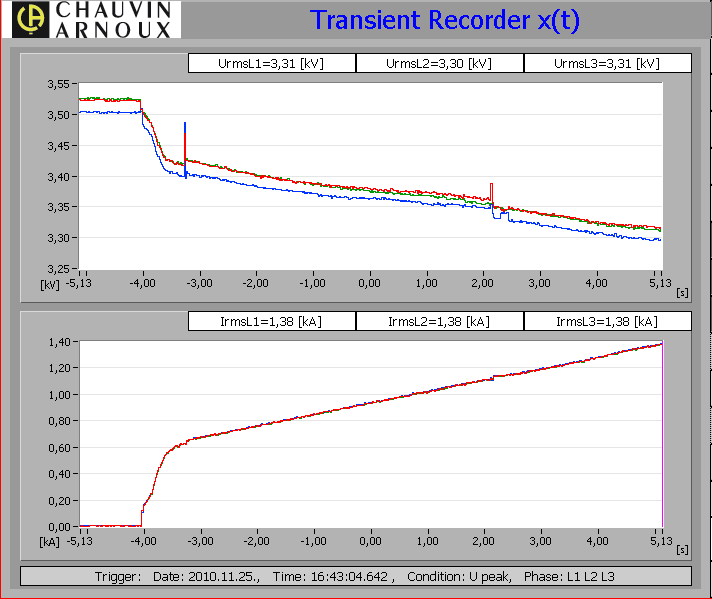 CHAUVIN
ARNOUX
Transient Recorder x(t)
UrmsL1=3,31 [kV] UrmsL2=3,30 [kV] UrmsL3=3,31 [kV]
3,55
3,50
3,45
3,40
3,35
3,30
3,25
[kV] -5,13 -4,00 -3,00 -2,00 -1,00 0,00 1,00 2,00 3,00 4,00 5,13
[s]
IrmsL1=1,38 [kA] IrmsL2=1,38 [kA] IrmsL3=1,38 [kA]
1,40
1,20
1,00
0,80
0,60
0,40
0,20
0,00
[kA] -5,13 -4,00 -3,00 -2,00 -1,00 0,00 1,00 2,00 3,00 4,00 5,13
[s]
Trigger: Date: 2010.11.25., Time: 16:43:04.642 , Condition: U peak, Phase: L1 L2 L3